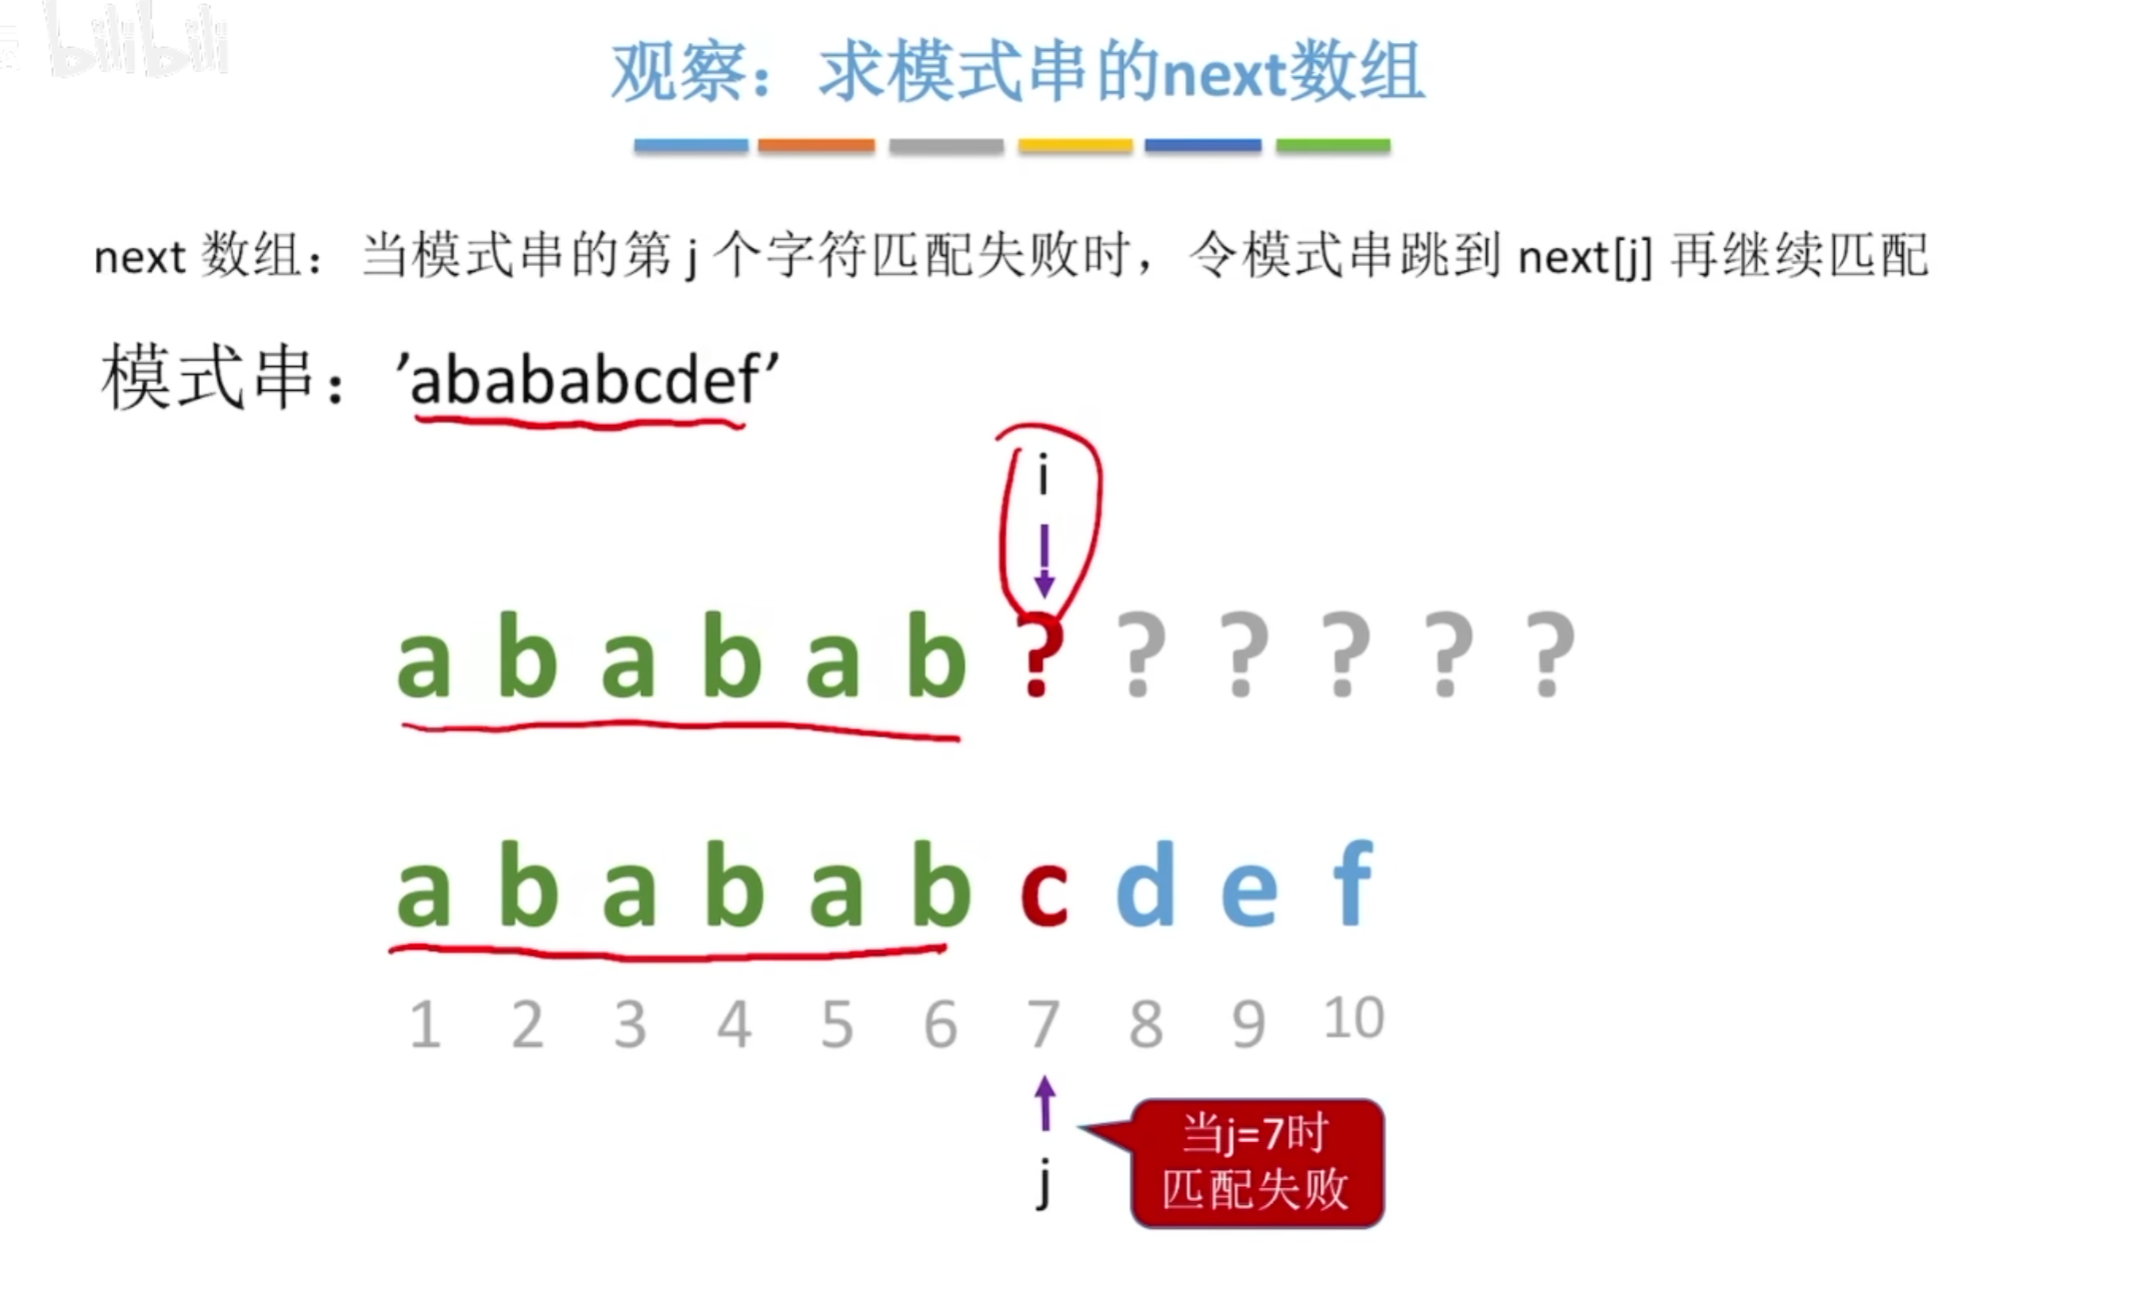 bilibili
观察：求模式串的next数组
next 数组：当模式串的第 j 个字符匹配失败时，令模式串跳到 next[j] 再继续匹配
模式串：’abababcdef’
i
a b a b a b ? ? ? ? ? ?
a b a b a b c d e f
1 2 3 4 5 6 7 8 9 10
当j=7时
匹配失败
j